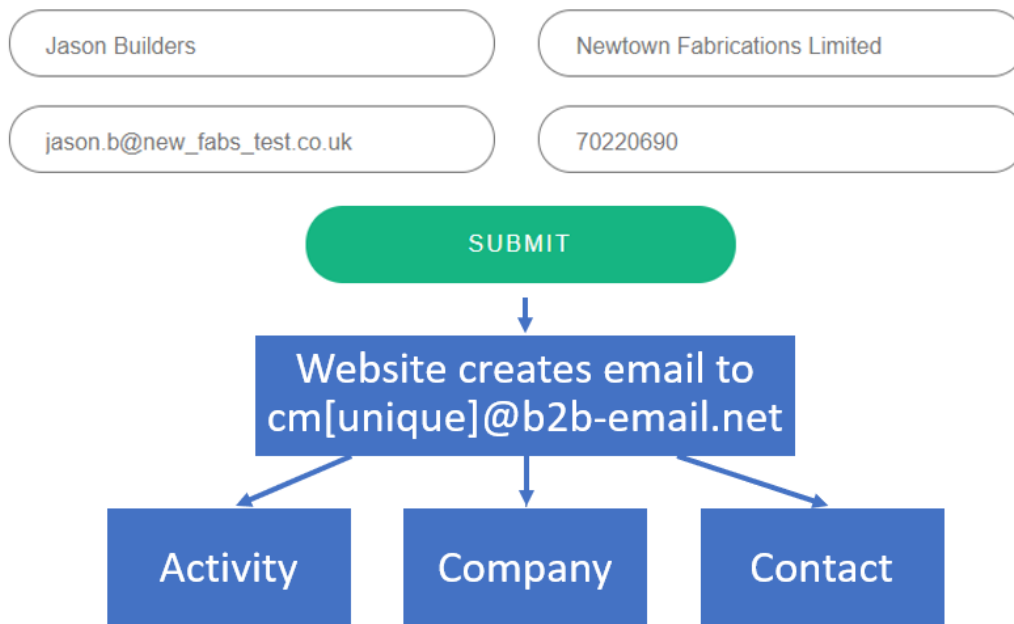 Jason Builders
Newtown Fabrications Limited
jason.b@new_fabs_test.co.uk
70220690
SUBMIT
Website creates email to
cm[unique]@b2b-email.net
Activity
Company
Contact